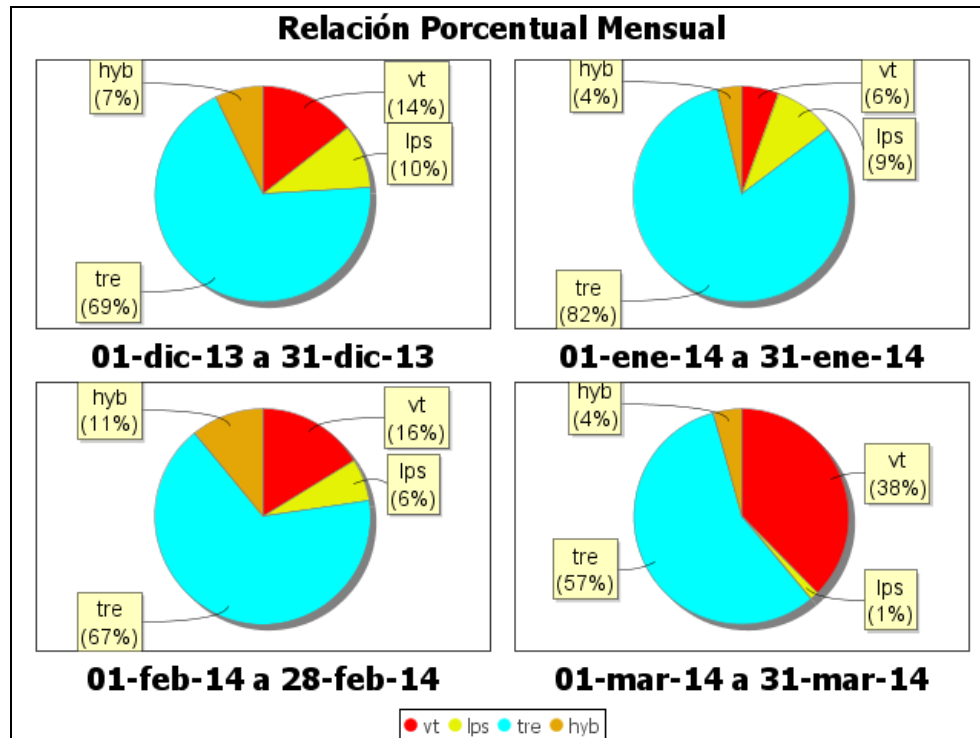 Relación Porcentual Mensual
hyb
(7%)
vt
(14%)
lps
(10%)
tre
(69%)
01-dic-13 a 31-dic-13
hyb
(4%)
vt
(6%)
lps
(9%)
tre
(82%)
01-ene-14 a 31-ene-14
hyb
(11%)
vt
(16%)
lps
(6%)
tre
(67%)
01-feb-14 a 28-feb-14
hyb
(4%)
vt
(38%)
tre
(57%)
lps
(1%)
01-mar-14 a 31-mar-14
vt lps tre hyb